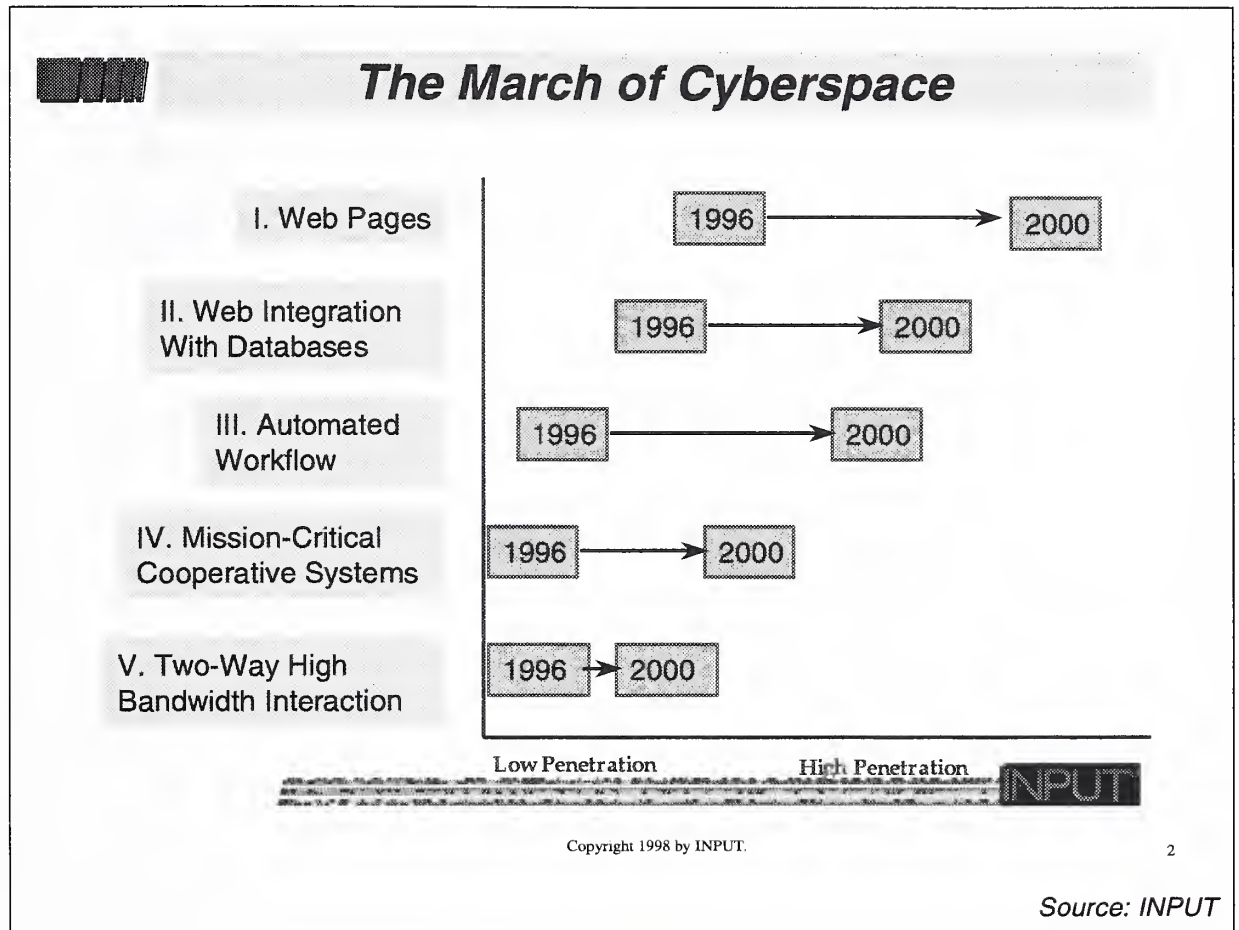 The March of Cyberspace
I. Web Pages
1996
2000
II. Web Integration
With Databases
1996
2000
III. Automated
Workflow
1996
2000
IV. Mission-Critical
Cooperative Systems
1996
2000
V. Two-Way High
Bandwidth Interaction
1996
2000
Low Penetration
High Penetration
INPUT
Copyright 1998 by INPUT.
2
Source: INPUT